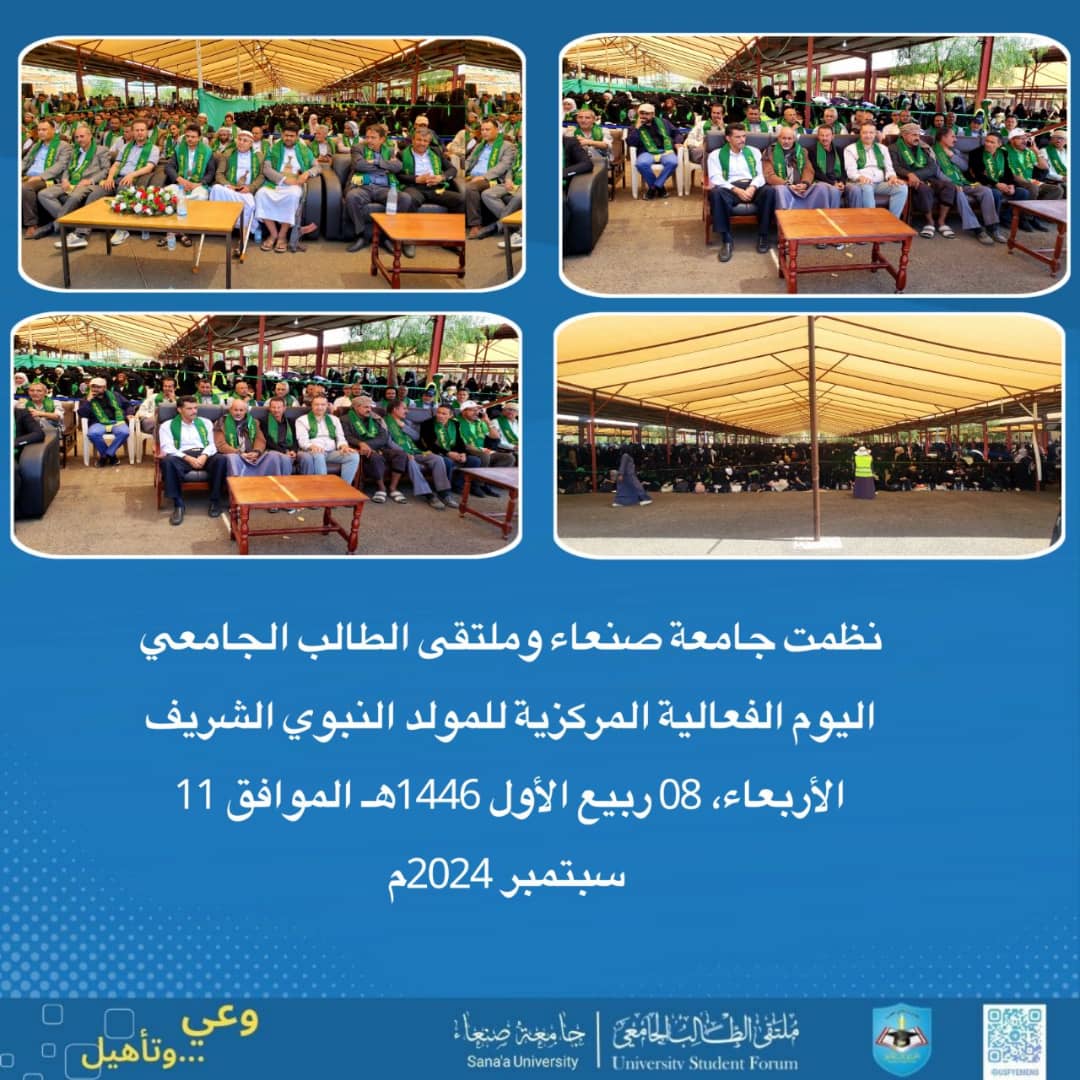 نظمت جامعة صنعاء وملتقى الطالب الجامعي
اليوم الفعالية المركزية للمولد النبوي الشريف
الأربعاء، 08 ربيع الأول 1446هـ الموافق 11
سبتمبر 2024م
وعي
...وتأهيل
جامعة صنعاء
Sana'a University
ملتقى الطالب الجامعي
University Student Forum
@USFYEMENS